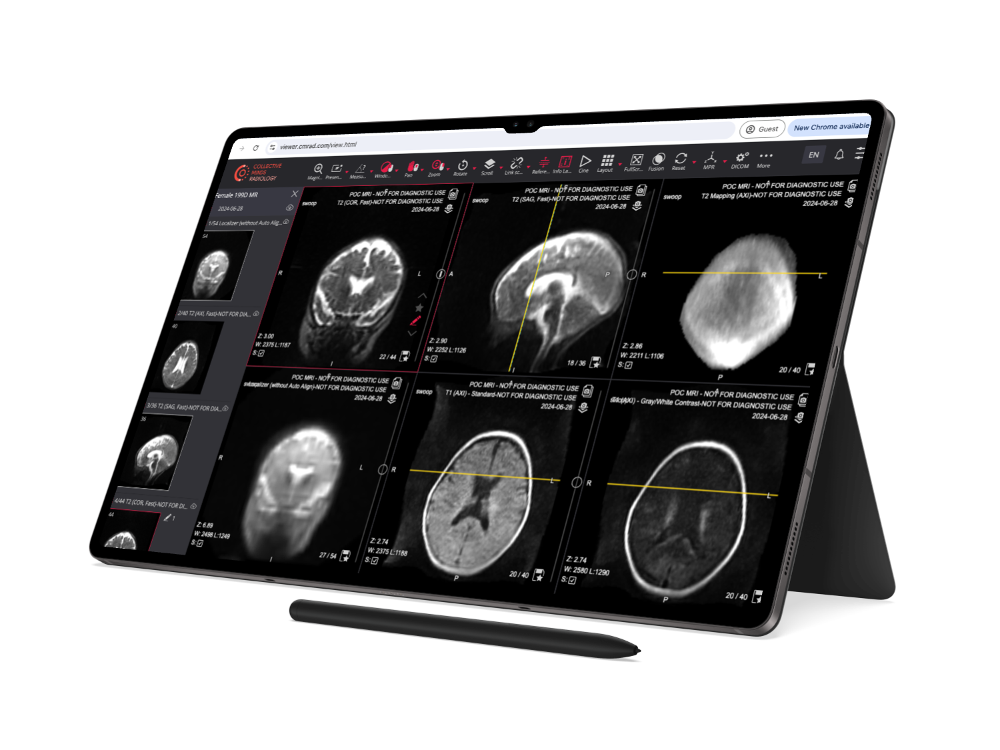 viewer.cmrad.com/view.html
Guest
New Chrome available
COLLECTIVE
MINDS
RADIOLOGY
Magni...
Presen...
Measu...
Windo...
Pan
Zoom
Rotate
Scroll
Link sc...
Refere...
Info La...
Cine
Layout
FullScr...
Fusion
Reset
MPR
DICOM
More
EN
Female 199D MR
2024-06-28
1/54 Localizer (without Auto Alig...
54
2/40 T2 (AXI, Fast)-NOT FOR DIA...
40
3/36 T2 (SAG, Fast)-NOT FOR DIA...
36
4/44 T2 (COR, Fast)-NOT FOR DI...
44
1
swoop
POC MRI - NOT FOR DIAGNOSTIC USE
T2 (COR, Fast)-NOT FOR DIAGNOSTIC USE
2024-06-28
R
L
Z: 3.00
W: 2375 L:1187
S:
I
22 / 44
swoop
POC MRI - NOT FOR DIAGNOSTIC USE
T2 (SAG, Fast)-NOT FOR DIAGNOSTIC USE
2024-06-28
A
P
Z: 2.90
W: 2252 L:1126
S:
I
18 / 36
swoop
POC MRI - NOT FOR DIAGNOSTIC USE
T2 Mapping (AXI)-NOT FOR DIAGNOSTIC USE
2024-06-28
R
L
Z: 2.86
W: 2211 L:1106
S:
P
20 / 40
POC MRI - NOT FOR DIAGNOSTIC USE
Localizer (without Auto Align)-NOT FOR DIAGNOSTIC USE
2024-06-28
R
L
Z: 6.89
W: 2498 L:1249
S:
I
27 / 54
swoop
POC MRI - NOT FOR DIAGNOSTIC USE
T1 (AXI) - Standard-NOT FOR DIAGNOSTIC USE
2024-06-28
R
L
Z: 2.74
W: 2375 L:1188
S:
P
20 / 40
POC MRI - NOT FOR DIAGNOSTIC USE
(AXI) - Gray/White Contrast-NOT FOR DIAGNOSTIC USE
2024-06-28
R
L
Z: 2.74
W: 2580 L:1290
S:
P
20 / 40